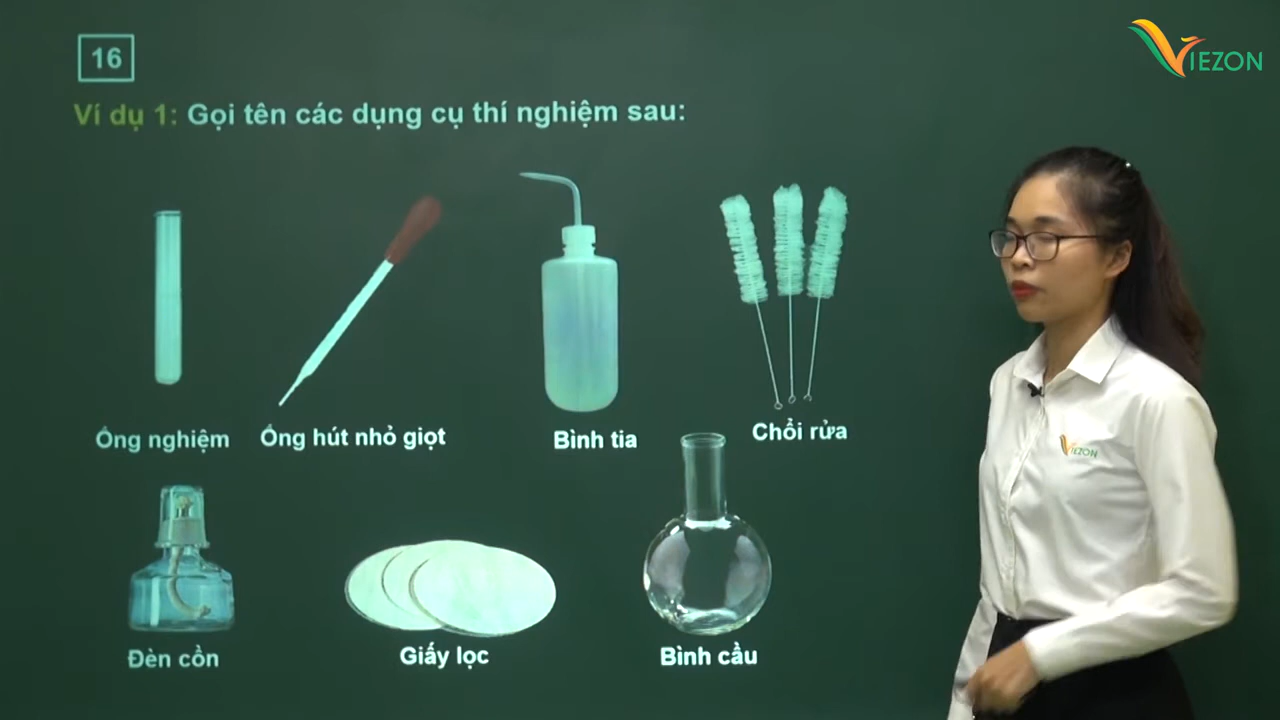 16
VIEZON
Ví dụ 1: Gọi tên các dụng cụ thí nghiệm sau:
Ống nghiệm
Ống hút nhỏ giọt
Bình tia
Chổi rửa
VIEZON
Đèn cồn
Giấy lọc
Bình cầu